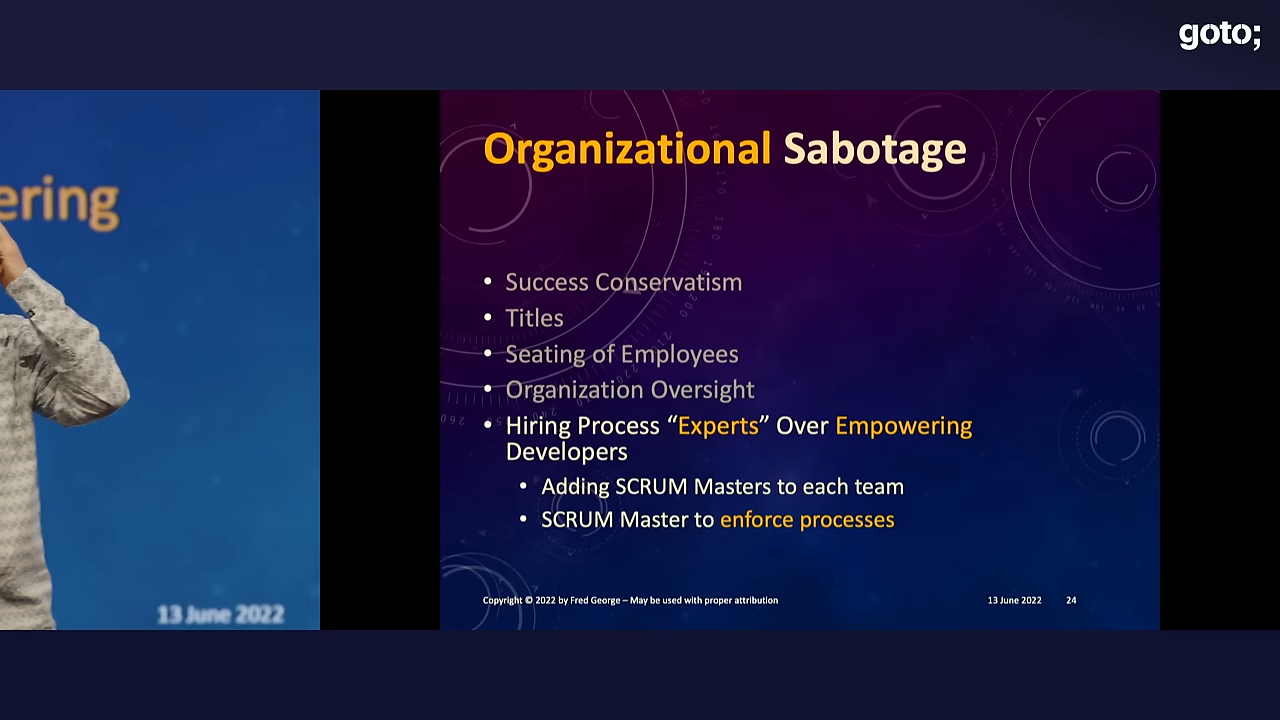 goto;
ering
13 June 2022
Organizational Sabotage
• Success Conservatism
• Titles
• Seating of Employees
• Organization Oversight
• Hiring Process “Experts” Over Empowering
Developers
• Adding SCRUM Masters to each team
• SCRUM Master to enforce processes
Copyright © 2022 by Fred George – May be used with proper attribution
13 June 2022
24